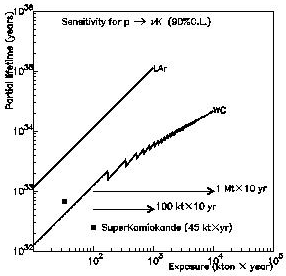 Sensitivity for p → νK (90%C.L.)
Partial lifetime (years)
10³⁶
10³⁵
10³⁴
10³³
10³²
LAr
WC
1 Mt×10 yr
100 kt×10 yr
SuperKamiokande (45 kt×yr)
10² 10³ 10⁴ 10⁵
Exposure (kton × year)